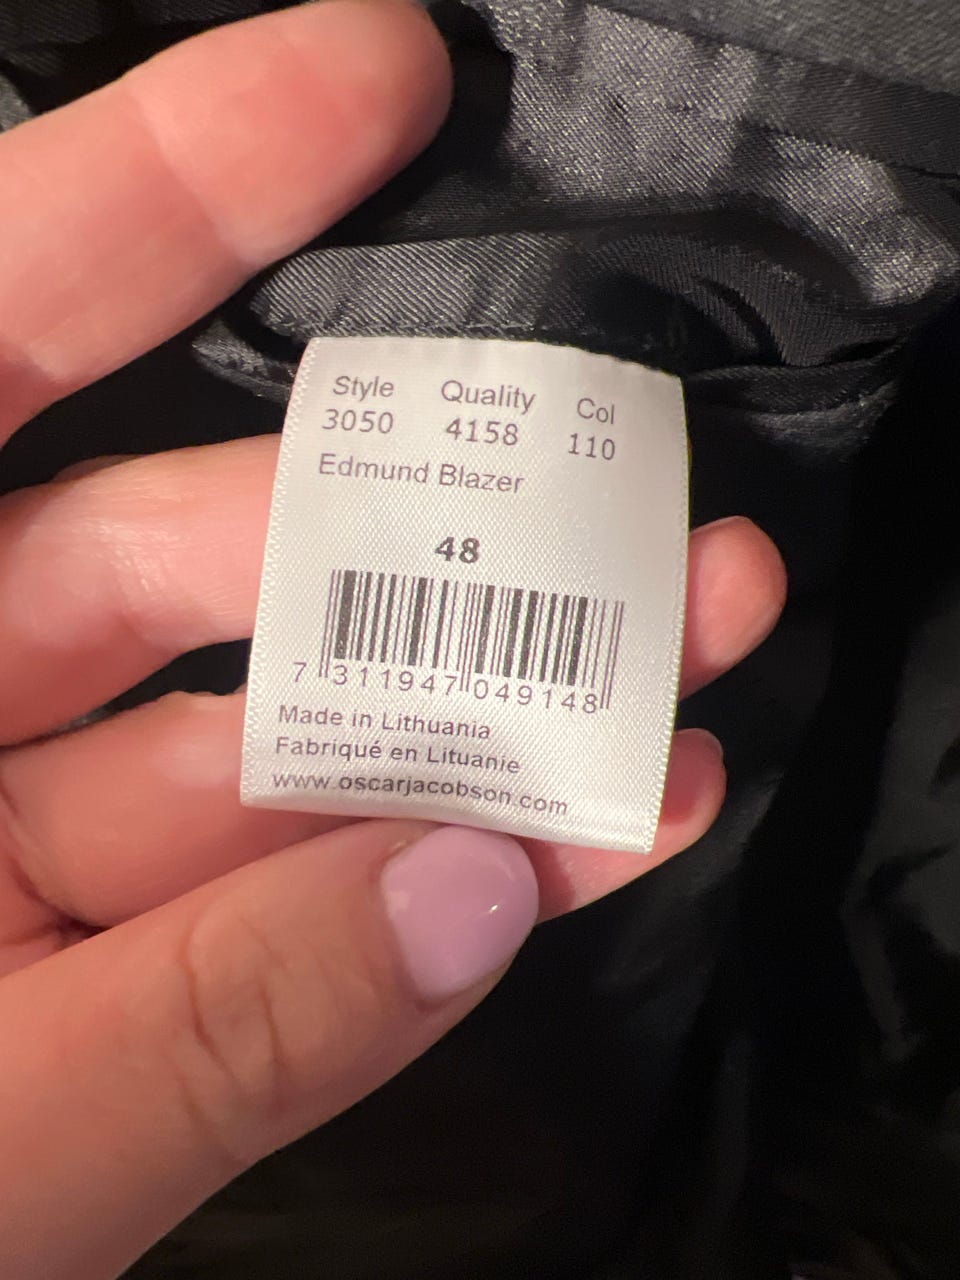 Style Quality Col
3050 4158 110
Edmund Blazer
48
7 311947 049148
Made in Lithuania
Fabriqué en Lituanie
www.oscarjacobson.com